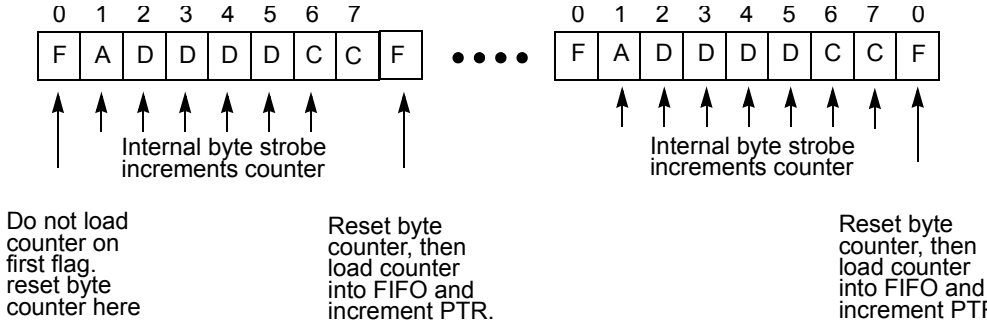 0 1 2 3 4 5 6 7
0 1 2 3 4 5 6 7 0
F A D D D D C C F
F A D D D D C C F
Internal byte strobe
increments counter
Internal byte strobe
increments counter
Do not load
counter on
first flag.
reset byte
counter here
Reset byte
counter, then
load counter
into FIFO and
increment PTR.
Reset byte
counter, then
load counter
into FIFO and
increment